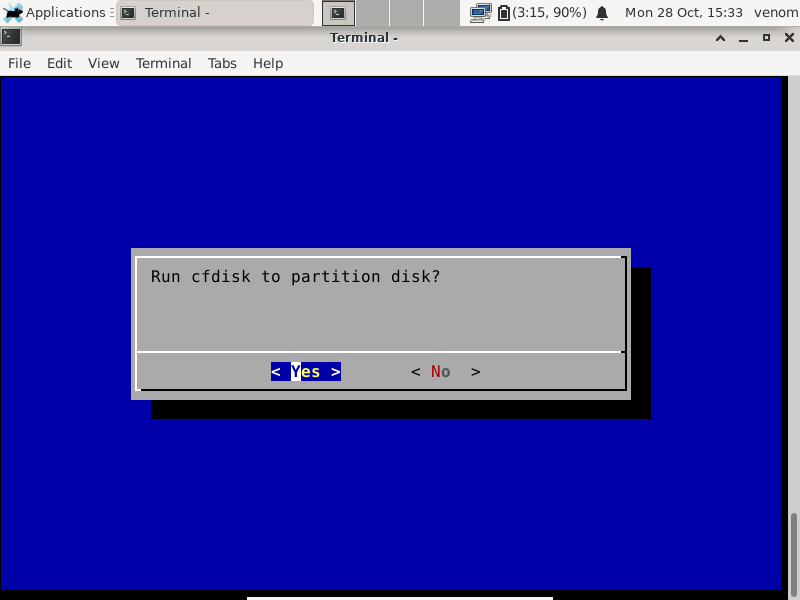 Applications
Terminal -
(3:15, 90%)
Mon 28 Oct, 15:33
venom
Terminal -
File Edit View Terminal Tabs Help
Run cfdisk to partition disk?
< Yes > < No >